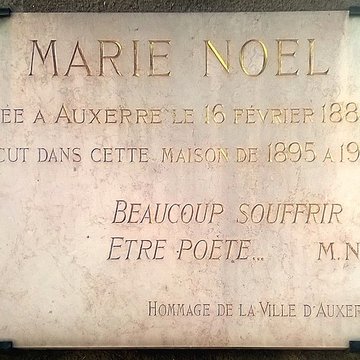 MARIE NOEL
ÉE A AUXERRE LE 16 FÉVRIER 188
CUT DANS CETTE MAISON DE 1895 A 19
BEAUCOUP SOUFFRIR
ETRE POÈTE... M.N
HOMMAGE DE LA VILLE D'AUXER